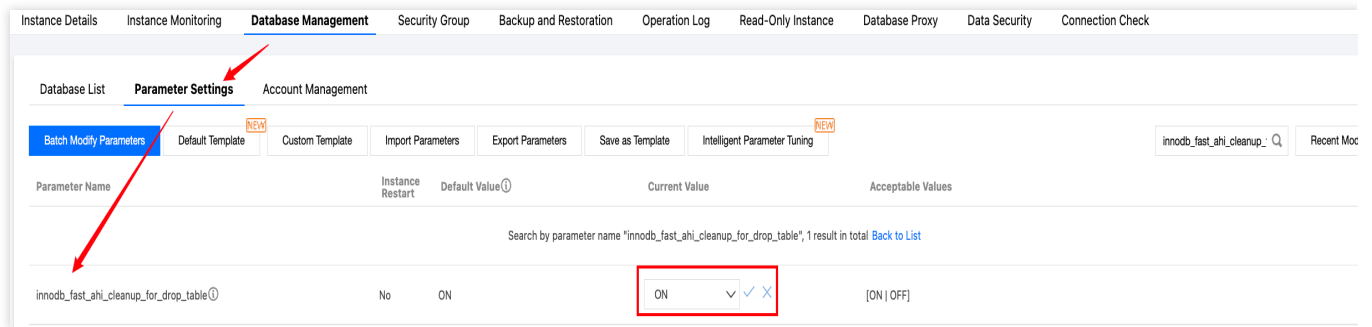 Instance Details Instance Monitoring Database Management Security Group Backup and Restoration Operation Log Read-Only Instance Database Proxy Data Security Connection Check
Database List Parameter Settings Account Management
NEW NEW
Batch Modify Parameters Default Template Custom Template Import Parameters Export Parameters Save as Template Intelligent Parameter Tuning innodb_fast_ahi_cleanup_ Recent Mod
Parameter Name Instance Restart Default Value Current Value Acceptable Values
Search by parameter name "innodb_fast_ahi_cleanup_for_drop_table", 1 result in total Back to List
innodb_fast_ahi_cleanup_for_drop_table No ON ON [ON | OFF]